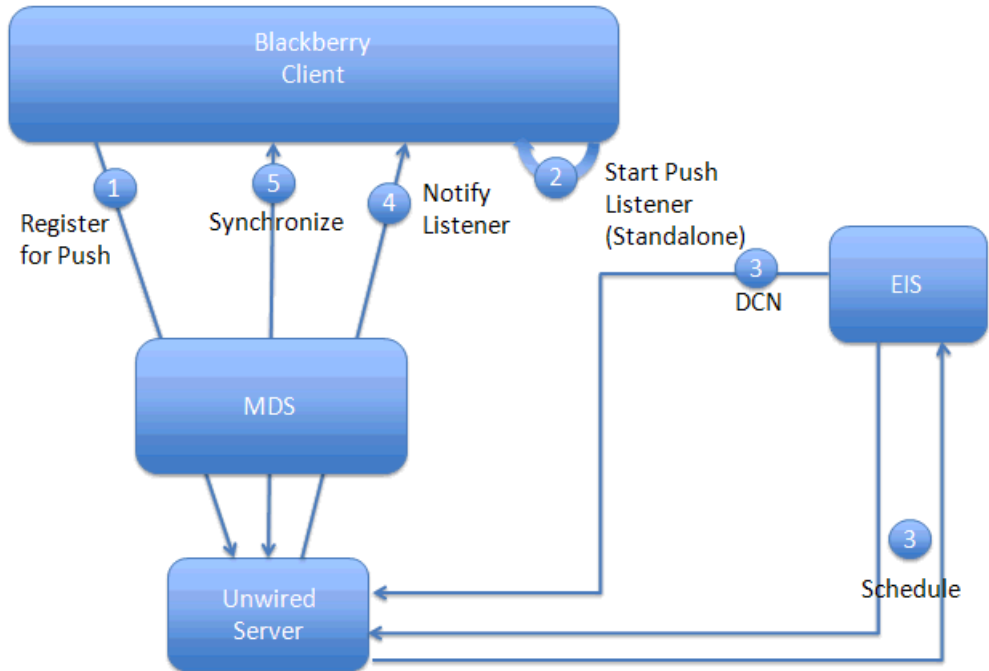 Blackberry
Client
1
5
4
2
Register
for Push
Synchronize
Notify
Listener
Start Push
Listener
(Standalone)
3
DCN
EIS
MDS
3
Schedule
Unwired
Server